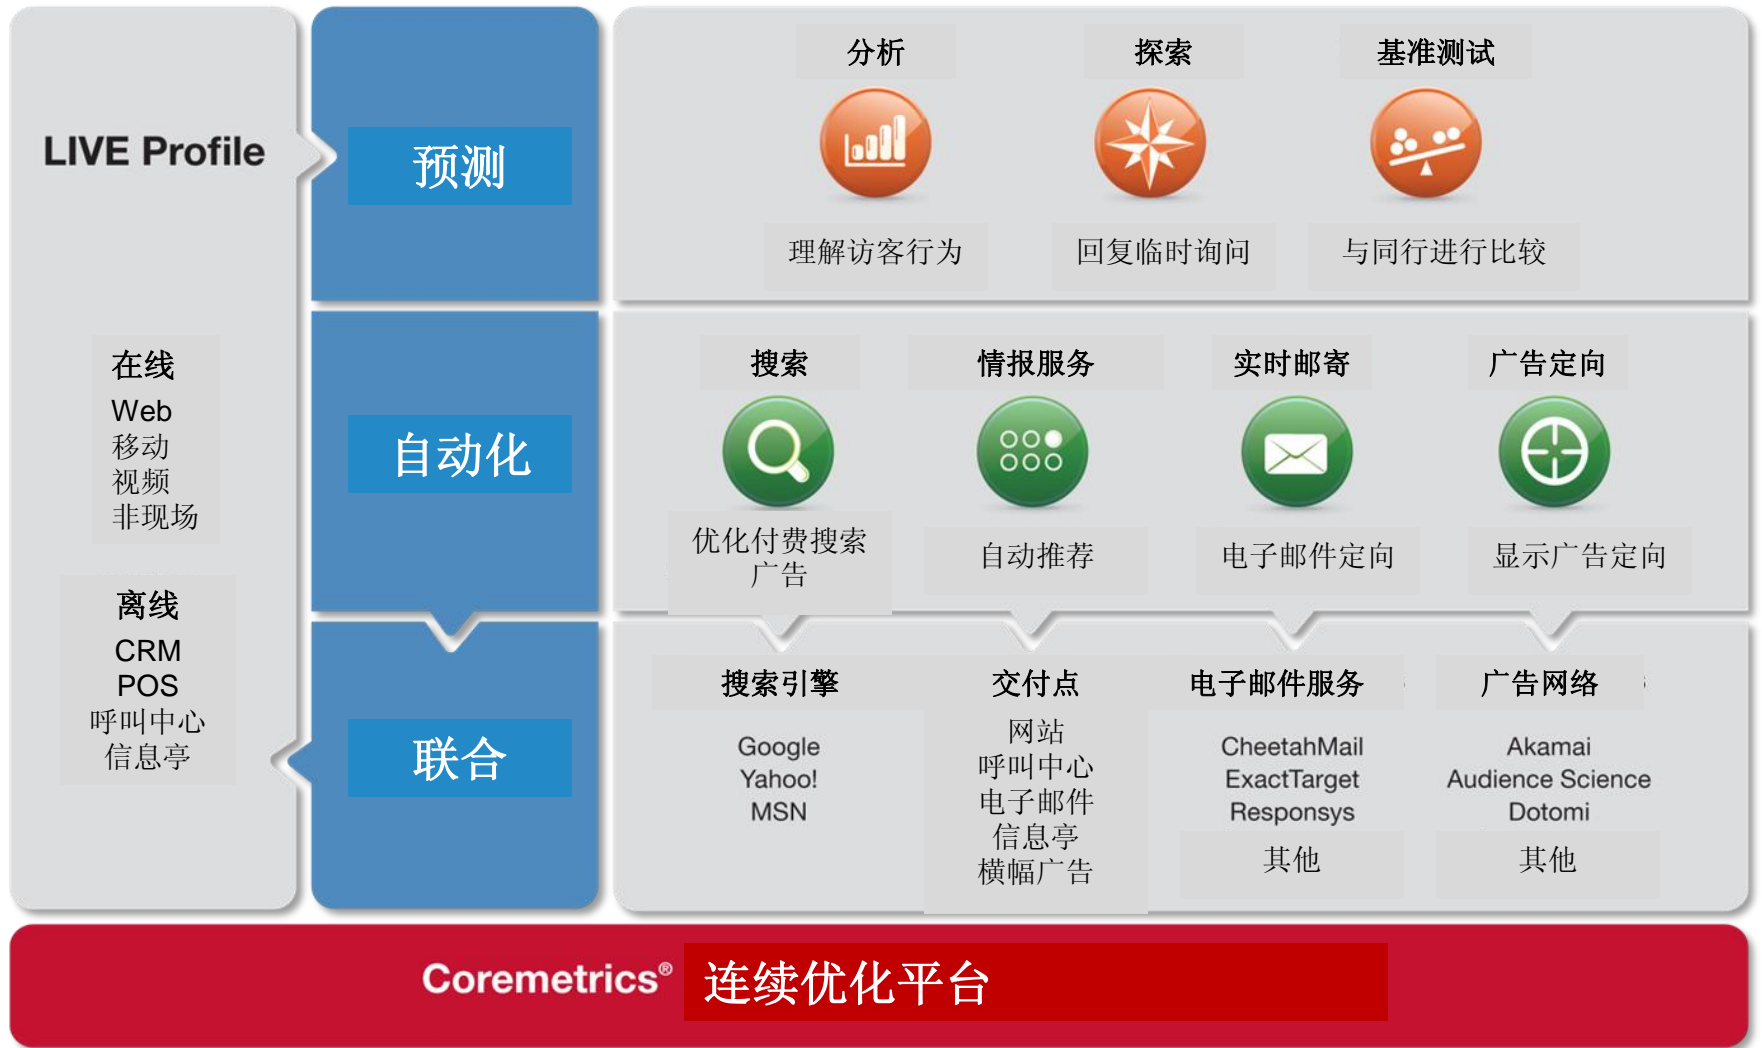 LIVE Profile
在线
Web
移动
视频
非现场
离线
CRM
POS
呼叫中心
信息亭
预测
自动化
联合
分析
探索
基准测试
理解访客行为
回复临时询问
与同行进行比较
搜索
情报服务
实时邮寄
广告定向
优化付费搜索
广告
自动推荐
电子邮件定向
显示广告定向
搜索引擎
Google
Yahoo!
MSN
交付点
网站
呼叫中心
电子邮件
信息亭
横幅广告
电子邮件服务
CheetahMail
ExactTarget
Responsys
其他
广告网络
Akamai
Audience Science
Dotomi
其他
Coremetrics® 连续优化平台